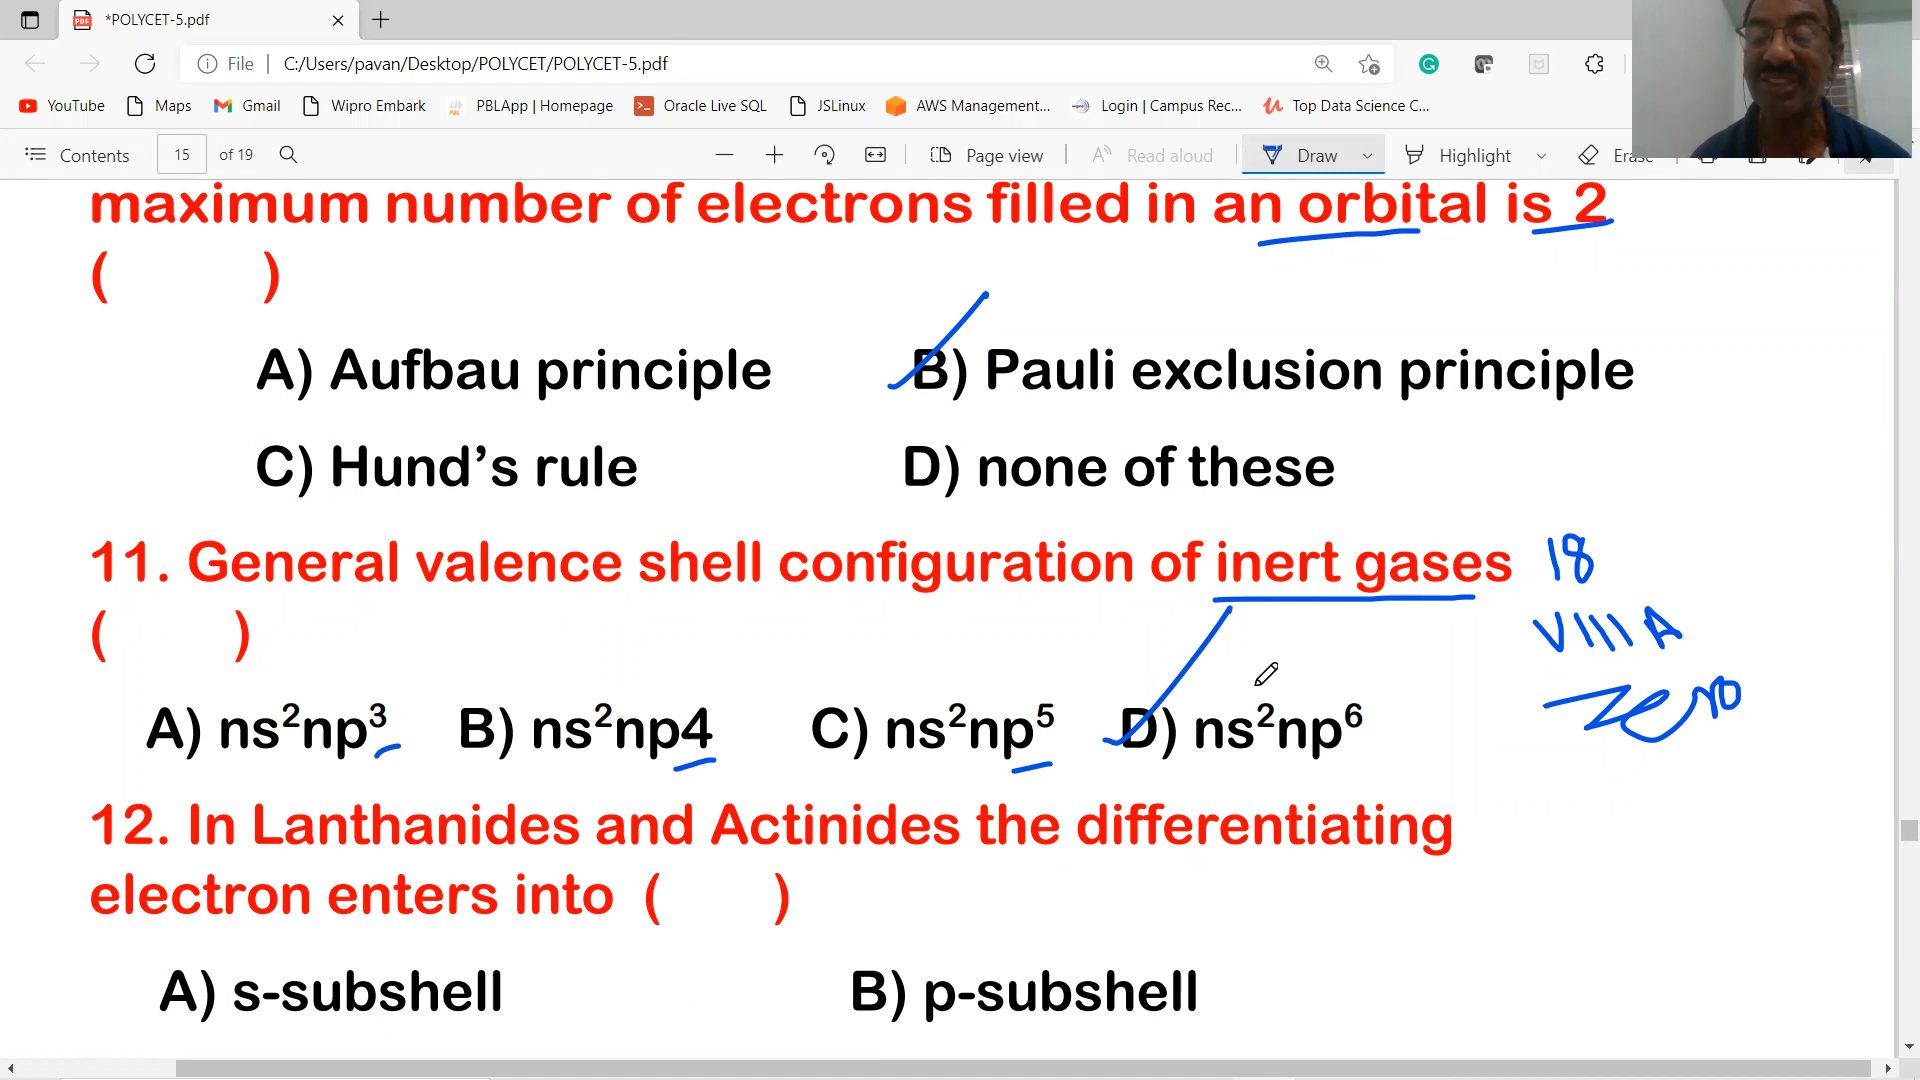 *POLYCET-5.pdf
File C:/Users/pavan/Desktop/POLYCET/POLYCET-5.pdf
YouTube Maps Gmail Wipro Embark PBLApp | Homepage Oracle Live SQL JSLinux AWS Management... Login | Campus Rec... Top Data Science C...
Contents 15 of 19 Page view Read aloud Draw Highlight Erase
maximum number of electrons filled in an orbital is 2
( )
A) Aufbau principle B) Pauli exclusion principle
C) Hund's rule D) none of these
11. General valence shell configuration of inert gases 18
( ) VIII A
A) ns²np³ B) ns²np4 C) ns²np⁵ D) ns²np⁶ Zero
12. In Lanthanides and Actinides the differentiating
electron enters into ( )
A) s-subshell B) p-subshell